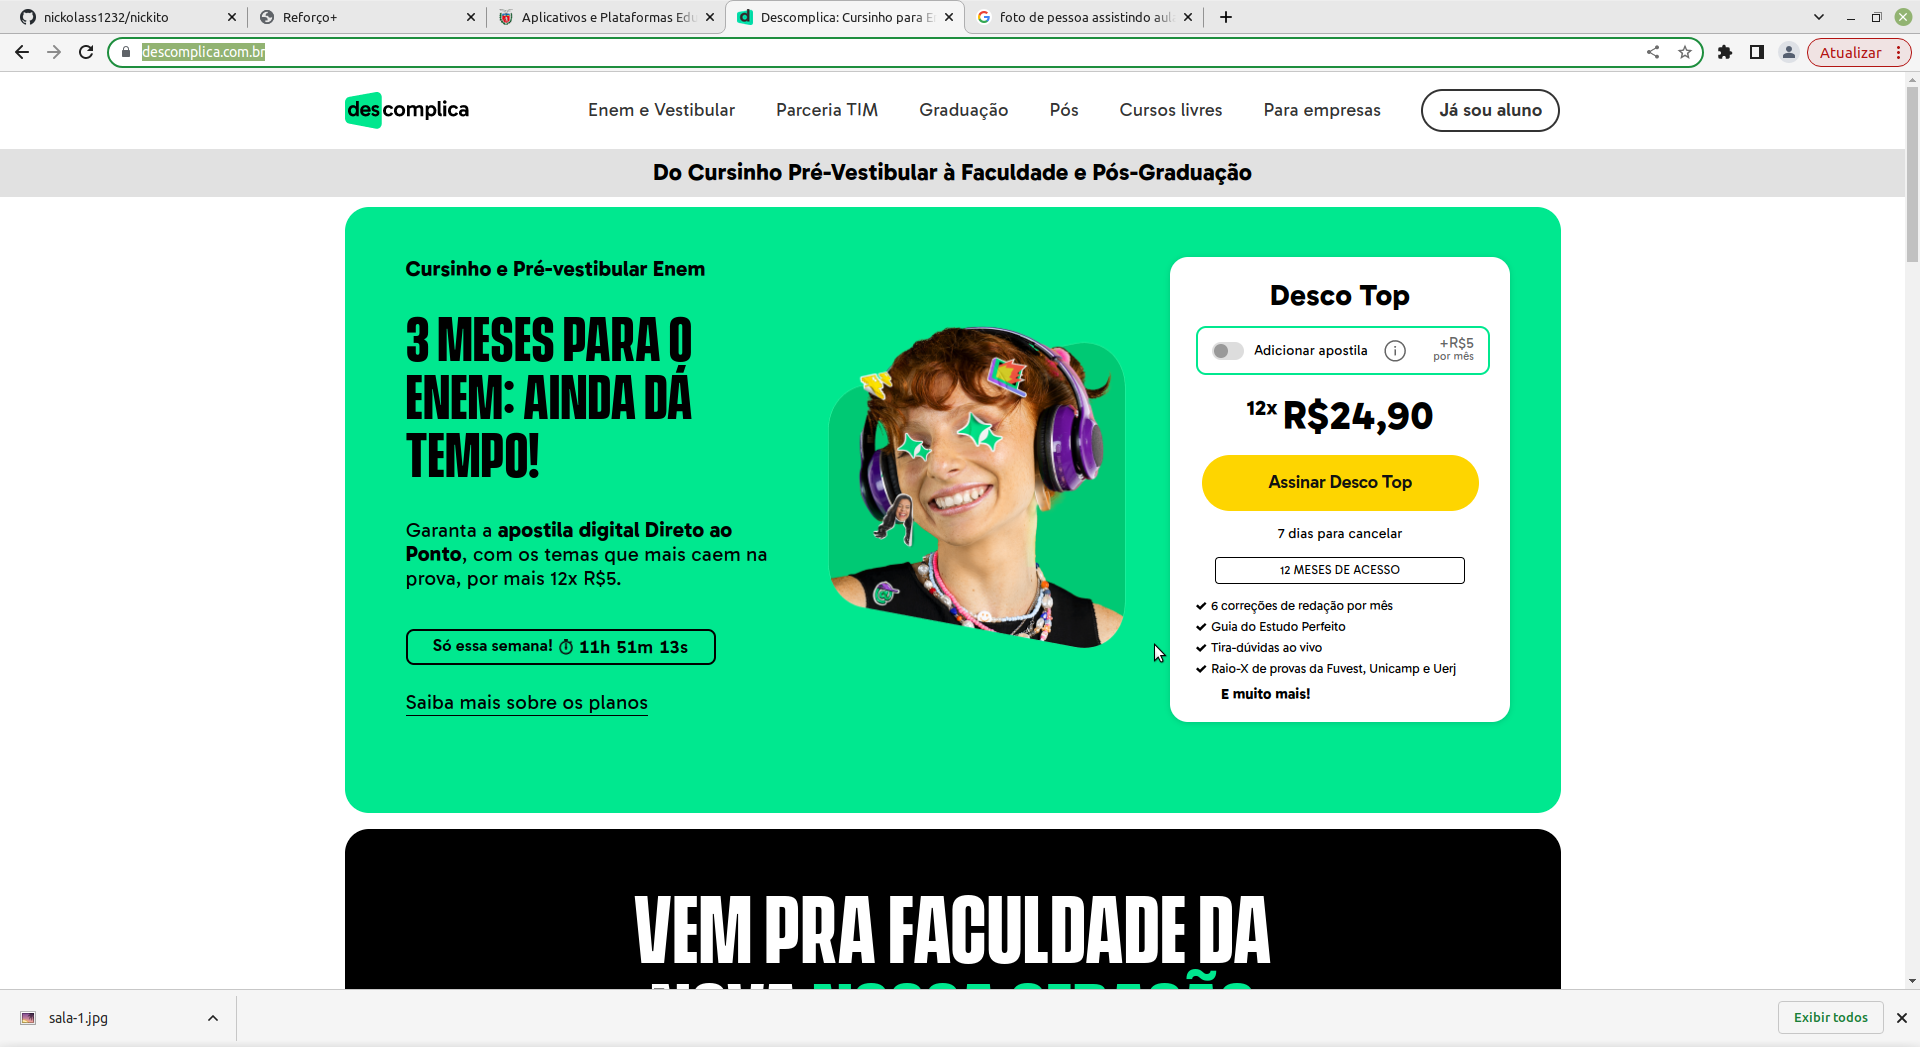 nickolass1232/nickito
Reforço+
Aplicativos e Plataformas Edu
Descomplica: Cursinho para E
foto de pessoa assistindo aul
descomplica.com.br
Atualizar
descomplica
Enem e Vestibular
Parceria TIM
Graduação
Pós
Cursos livres
Para empresas
Já sou aluno
Do Cursinho Pré-Vestibular à Faculdade e Pós-Graduação
Cursinho e Pré-vestibular Enem
3 MESES PARA O
ENEM: AINDA DÁ
TEMPO!
Garanta a apostila digital Direto ao
Ponto, com os temas que mais caem na
prova, por mais 12x R$5.
Só essa semana! 11h 51m 13s
Saiba mais sobre os planos
Desco Top
Adicionar apostila
+R$5
por mês
12x R$24,90
Assinar Desco Top
7 dias para cancelar
12 MESES DE ACESSO
6 correções de redação por mês
Guia do Estudo Perfeito
Tira-dúvidas ao vivo
Raio-X de provas da Fuvest, Unicamp e Uerj
E muito mais!
VEM PRA FACULDADE DA
NOVA NOSSA GERAÇÃO
sala-1.jpg
Exibir todos